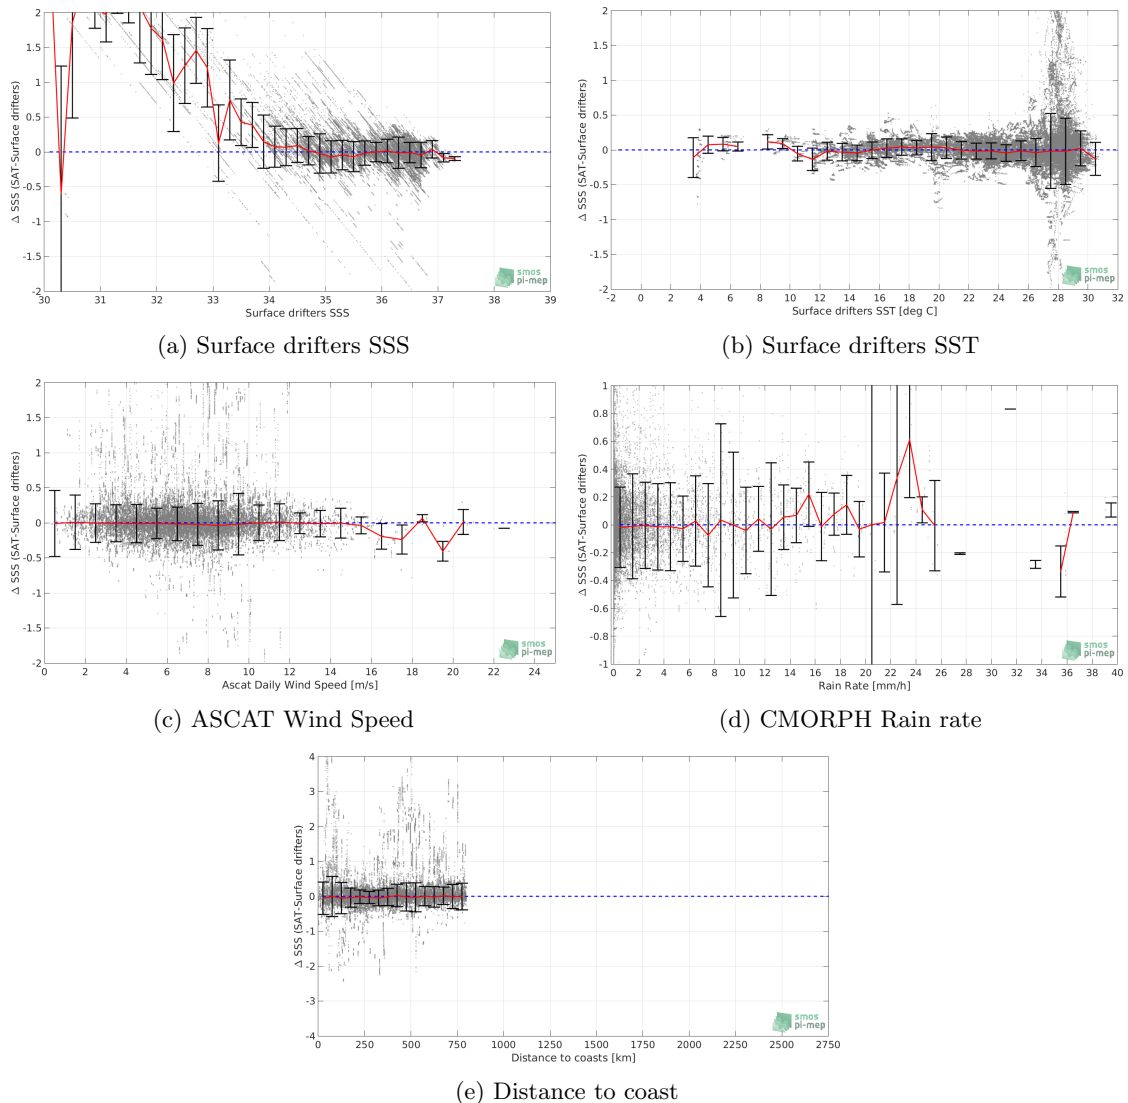 2
1.5
1
0.5
0
-0.5
-1
-1.5
-2
Δ SSS (SAT-Surface drifters)
30 31 32 33 34 35 36 37 38 39
Surface drifters SSS
smos
pi-mep
(a) Surface drifters SSS
2
1.5
1
0.5
0
-0.5
-1
-1.5
-2
Δ SSS (SAT-Surface drifters)
-2 0 2 4 6 8 10 12 14 16 18 20 22 24 26 28 30 32
Surface drifters SST [deg C]
smos
pi-mep
(b) Surface drifters SST
2
1.5
1
0.5
0
-0.5
-1
-1.5
-2
Δ SSS (SAT-Surface drifters)
0 2 4 6 8 10 12 14 16 18 20 22 24
Ascat Daily Wind Speed [m/s]
smos
pi-mep
(c) ASCAT Wind Speed
1
0.8
0.6
0.4
0.2
0
-0.2
-0.4
-0.6
-0.8
-1
Δ SSS (SAT-Surface drifters)
0 2 4 6 8 10 12 14 16 18 20 22 24 26 28 30 32 34 36 38 40
Rain Rate [mm/h]
smos
pi-mep
(d) CMORPH Rain rate
4
3
2
1
0
-1
-2
-3
-4
Δ SSS (SAT-Surface drifters)
0 250 500 750 1000 1250 1500 1750 2000 2250 2500 2750
Distance to coasts [km]
smos
pi-mep
(e) Distance to coast